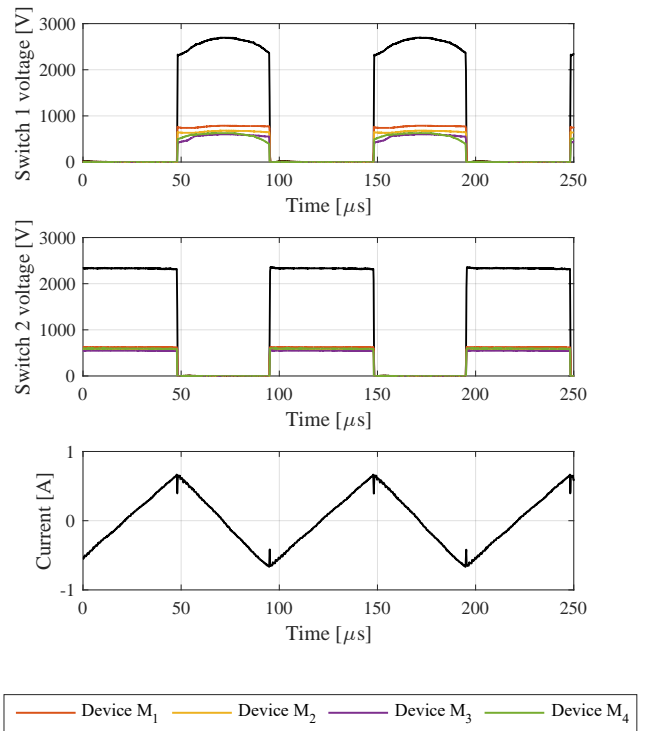 3000
2000
1000
0
Switch 1 voltage [V]
0 50 100 150 200 250
Time [μs]
3000
2000
1000
0
Switch 2 voltage [V]
0 50 100 150 200 250
Time [μs]
1
0
-1
Current [A]
0 50 100 150 200 250
Time [μs]
Device M1 Device M2 Device M3 Device M4